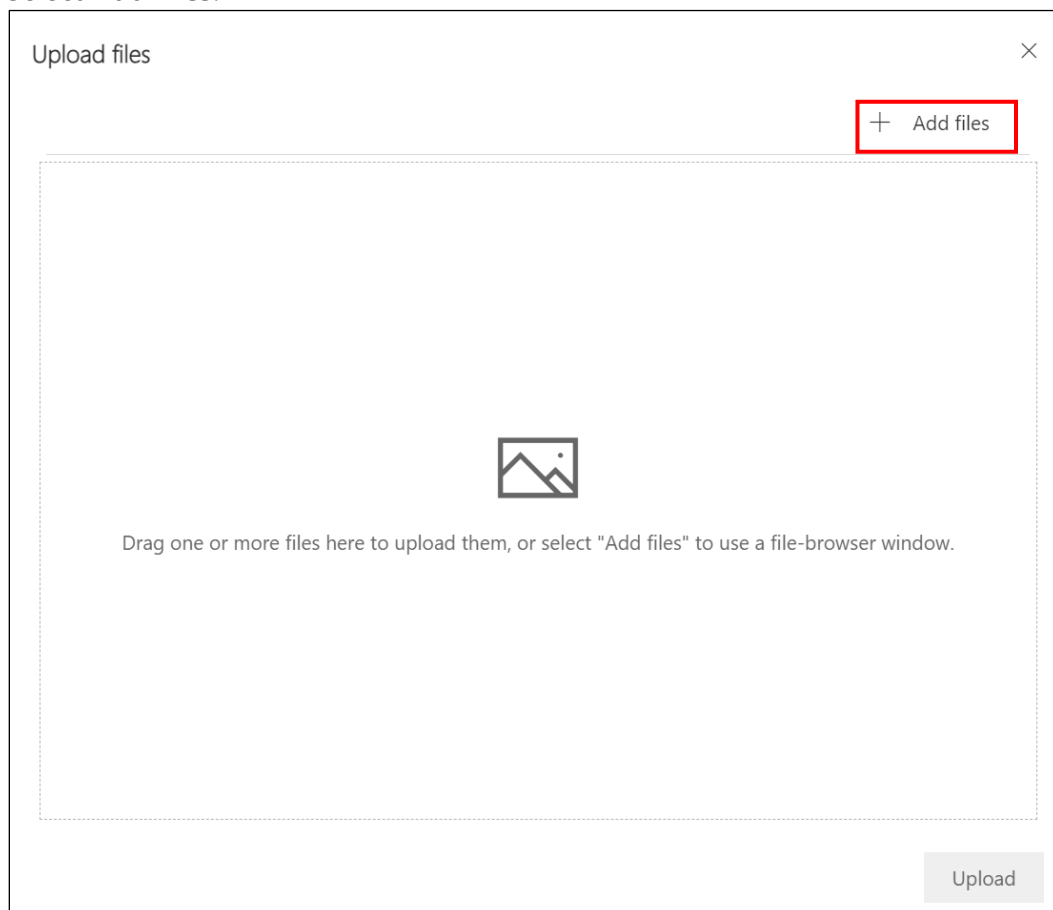 Upload files
Add files
Drag one or more files here to upload them, or select "Add files" to use a file-browser window.
Upload